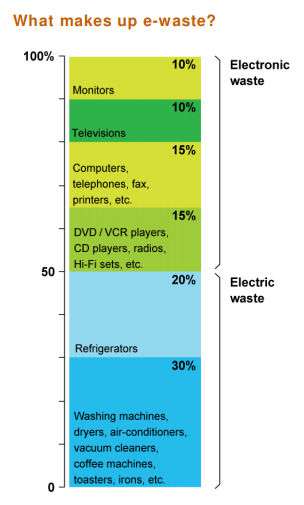 What makes up e-waste?
100%
10%
Monitors
10%
Televisions
15%
Computers,
telephones, fax,
printers, etc.
15%
DVD / VCR players,
CD players, radios,
Hi-Fi sets, etc.
Electronic
waste
50
20%
Refrigerators
30%
Washing machines,
dryers, air-conditioners,
vacuum cleaners,
coffee machines,
toasters, irons, etc.
Electric
waste
0